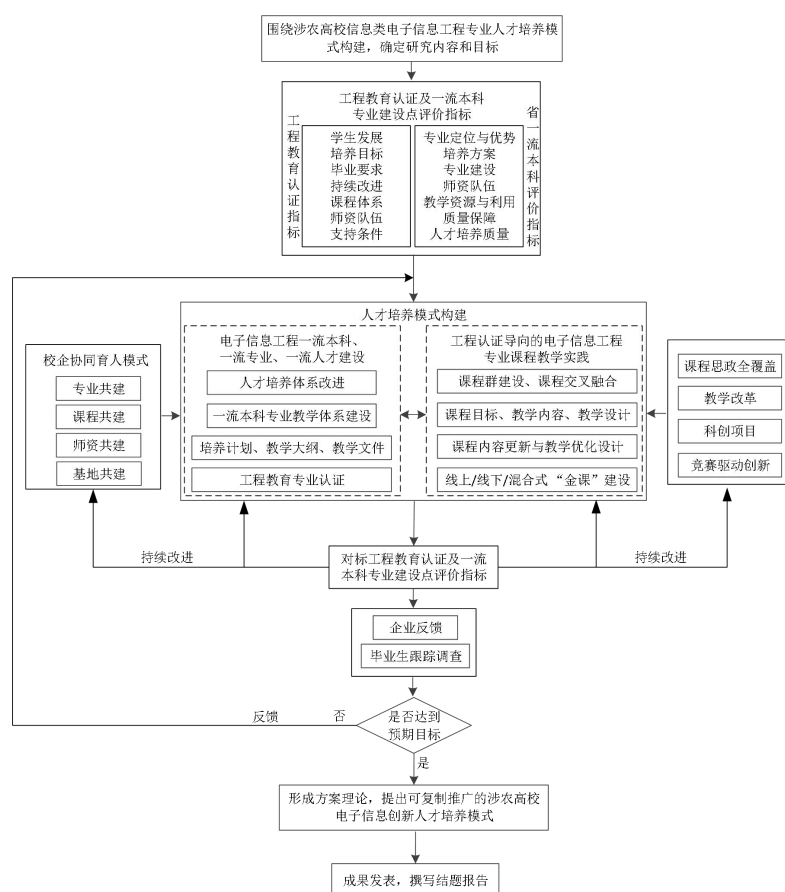 围绕涉农高校信息类电子信息工程专业人才培养模
式构建，确定研究内容和目标
工程教育认证及一流本科
专业建设点评价指标
工程教育认证指标
学生发展
培养目标
毕业要求
持续改进
课程体系
师资队伍
支持条件
专业定位与优势
培养方案
专业建设
师资队伍
教学资源与利用
质量保障
人才培养质量
省一流本科评价指标
人才培养模式构建
校企协同育人模式
专业共建
课程共建
师资共建
基地共建
电子信息工程一流本科、
一流专业、一流人才建设
人才培养体系改进
一流本科专业教学体系建设
培养计划、教学大纲、教学文件
工程教育专业认证
工程认证导向的电子信息工程
专业课程教学实践
课程群建设、课程交叉融合
课程目标、教学内容、教学设计
课程内容更新与教学优化设计
线上/线下/混合式“金课”建设
课程思政全覆盖
教学改革
科创项目
竞赛驱动创新
持续改进
对标工程教育认证及一流
本科专业建设点评价指标
持续改进
企业反馈
毕业生跟踪调查
反馈
否
是否达到
预期目标
是
形成方案理论，提出可复制推广的涉农高校
电子信息创新人才培养模式
成果发表，撰写结题报告